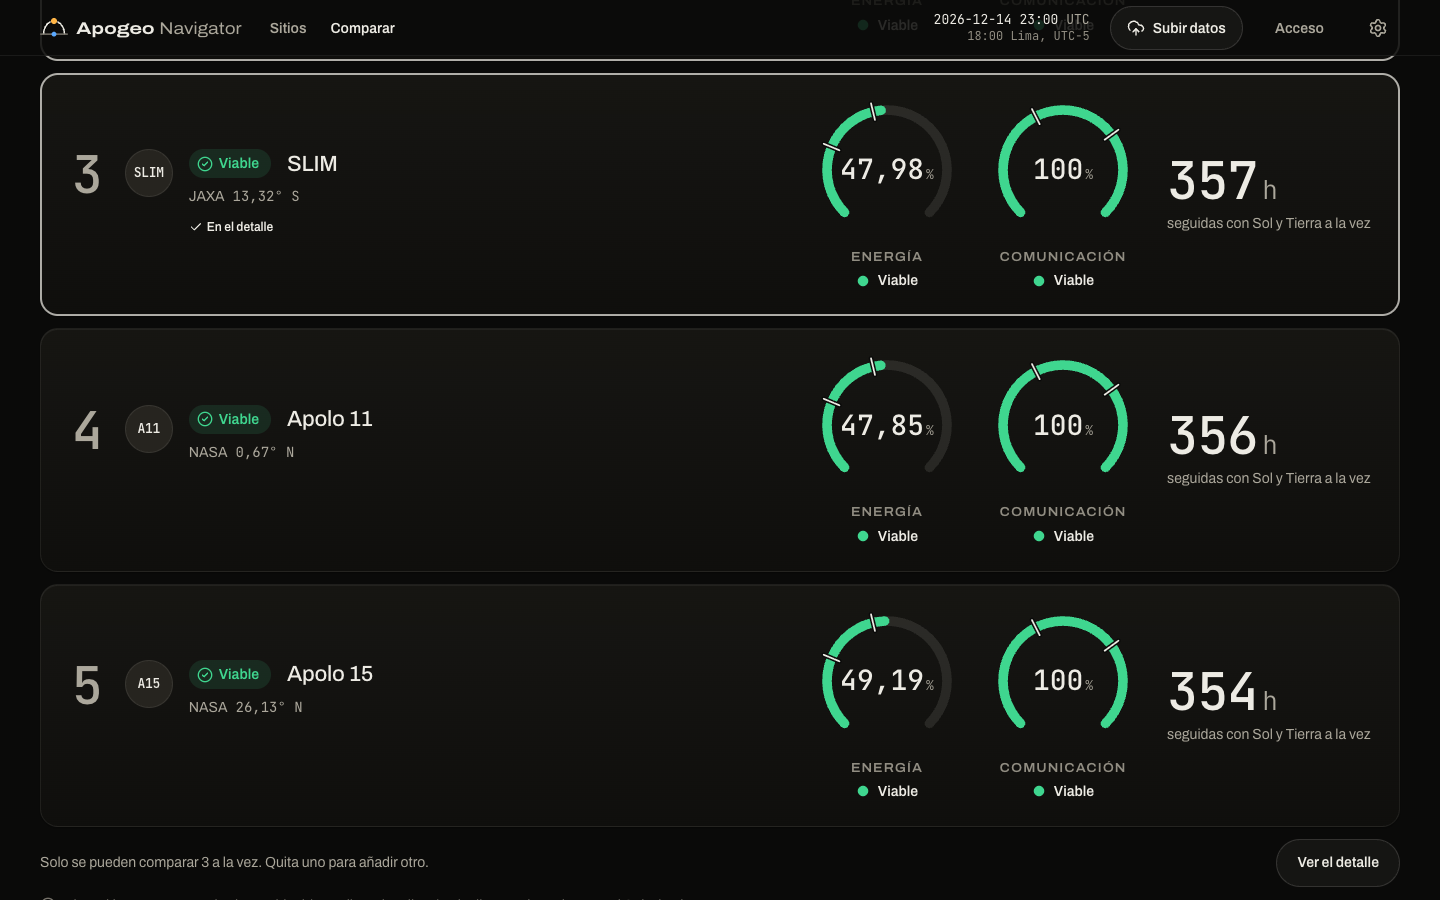 Apogeo Navigator
Sitios
Comparar
2026-12-14 23:00 UTC
18:00 Lima, UTC-5
Subir datos
Acceso
Viable
3
SLIM
Viable
SLIM
JAXA 13,32° S
En el detalle
47,98%
ENERGÍA
Viable
100%
COMUNICACIÓN
Viable
357 h
seguidas con Sol y Tierra a la vez
4
A11
Viable
Apolo 11
NASA 0,67° N
47,85%
ENERGÍA
Viable
100%
COMUNICACIÓN
Viable
356 h
seguidas con Sol y Tierra a la vez
5
A15
Viable
Apolo 15
NASA 26,13° N
49,19%
ENERGÍA
Viable
100%
COMUNICACIÓN
Viable
354 h
seguidas con Sol y Tierra a la vez
Solo se pueden comparar 3 a la vez. Quita uno para añadir otro.
Ver el detalle